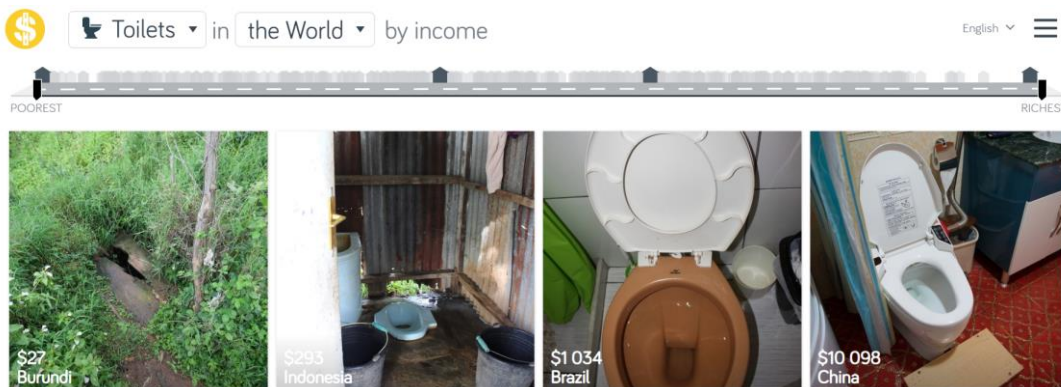 Toilets in the World by income
English
POOREST
RICHES
$27
Burundi
$293
Indonesia
$1 034
Brazil
$10 098
China